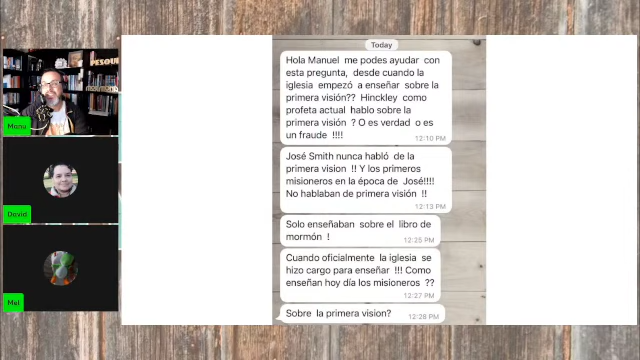 Today
Hola Manuel me podes ayudar con
esta pregunta, desde cuando la
iglesia empezó a enseñar sobre la
primera visión?? Hinckley como
profeta actual hablo sobre la
primera visión ? O es verdad o es
un fraude !!!!
12:10 PM
José Smith nunca habló de la
primera vision !! Y los primeros
misioneros en la época de José!!!!
No hablaban de primera visión !!
12:13 PM
Solo enseñaban sobre el libro de
mormón !
12:25 PM
Cuando oficialmente la iglesia se
hizo cargo para enseñar !!! Como
enseñan hoy día los misioneros ??
12:27 PM
Sobre la primera vision?
12:28 PM
PESQU
Manu
David
Mel